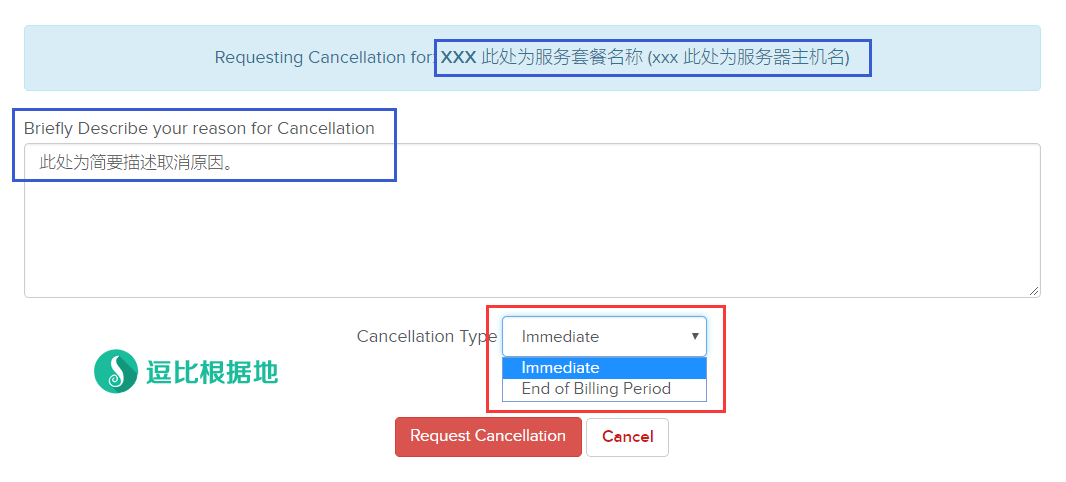 Requesting Cancellation for: XXX 此处为服务套餐名称 (xxx 此处为服务器主机名)
Briefly Describe your reason for Cancellation
此处为简要描述取消原因。
Cancellation Type Immediate
Immediate
End of Billing Period
逗比根据地
Request Cancellation Cancel